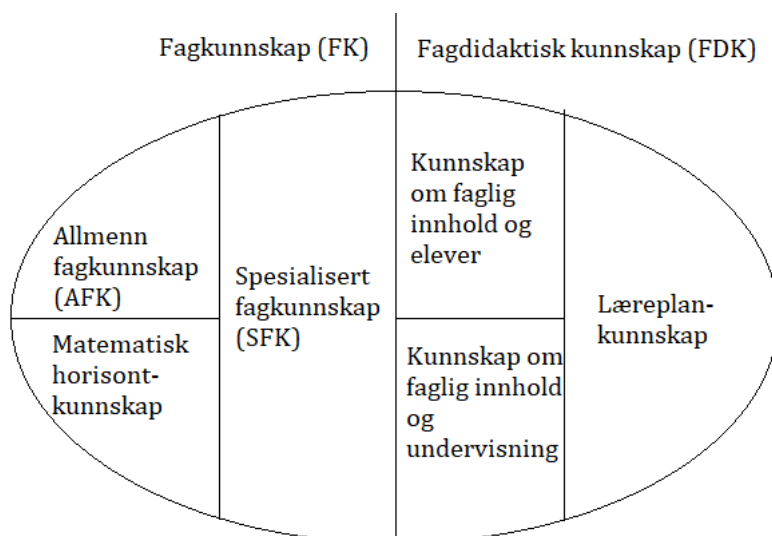 Fagkunnskap (FK)
Fagdidaktisk kunnskap (FDK)
Allmenn
fagkunnskap
(AFK)
Matematisk
horisont-
kunnskap
Spesialisert
fagkunnskap
(SFK)
Kunnskap
om faglig
innhold og
elever
Kunnskap om
faglig innhold
og
undervisning
Læreplan-
kunnskap